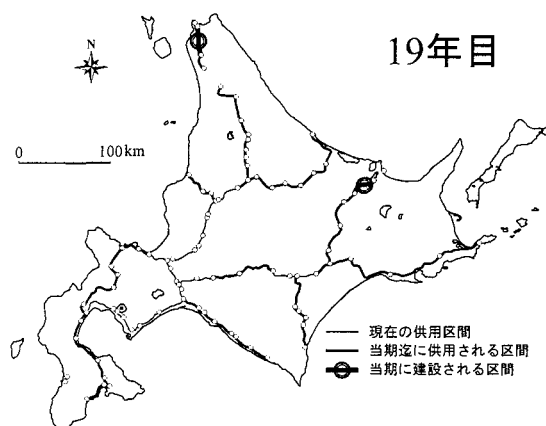 19年目
N
0 100km
現在の供用区間
当期迄に供用される区間
当期に建設される区間